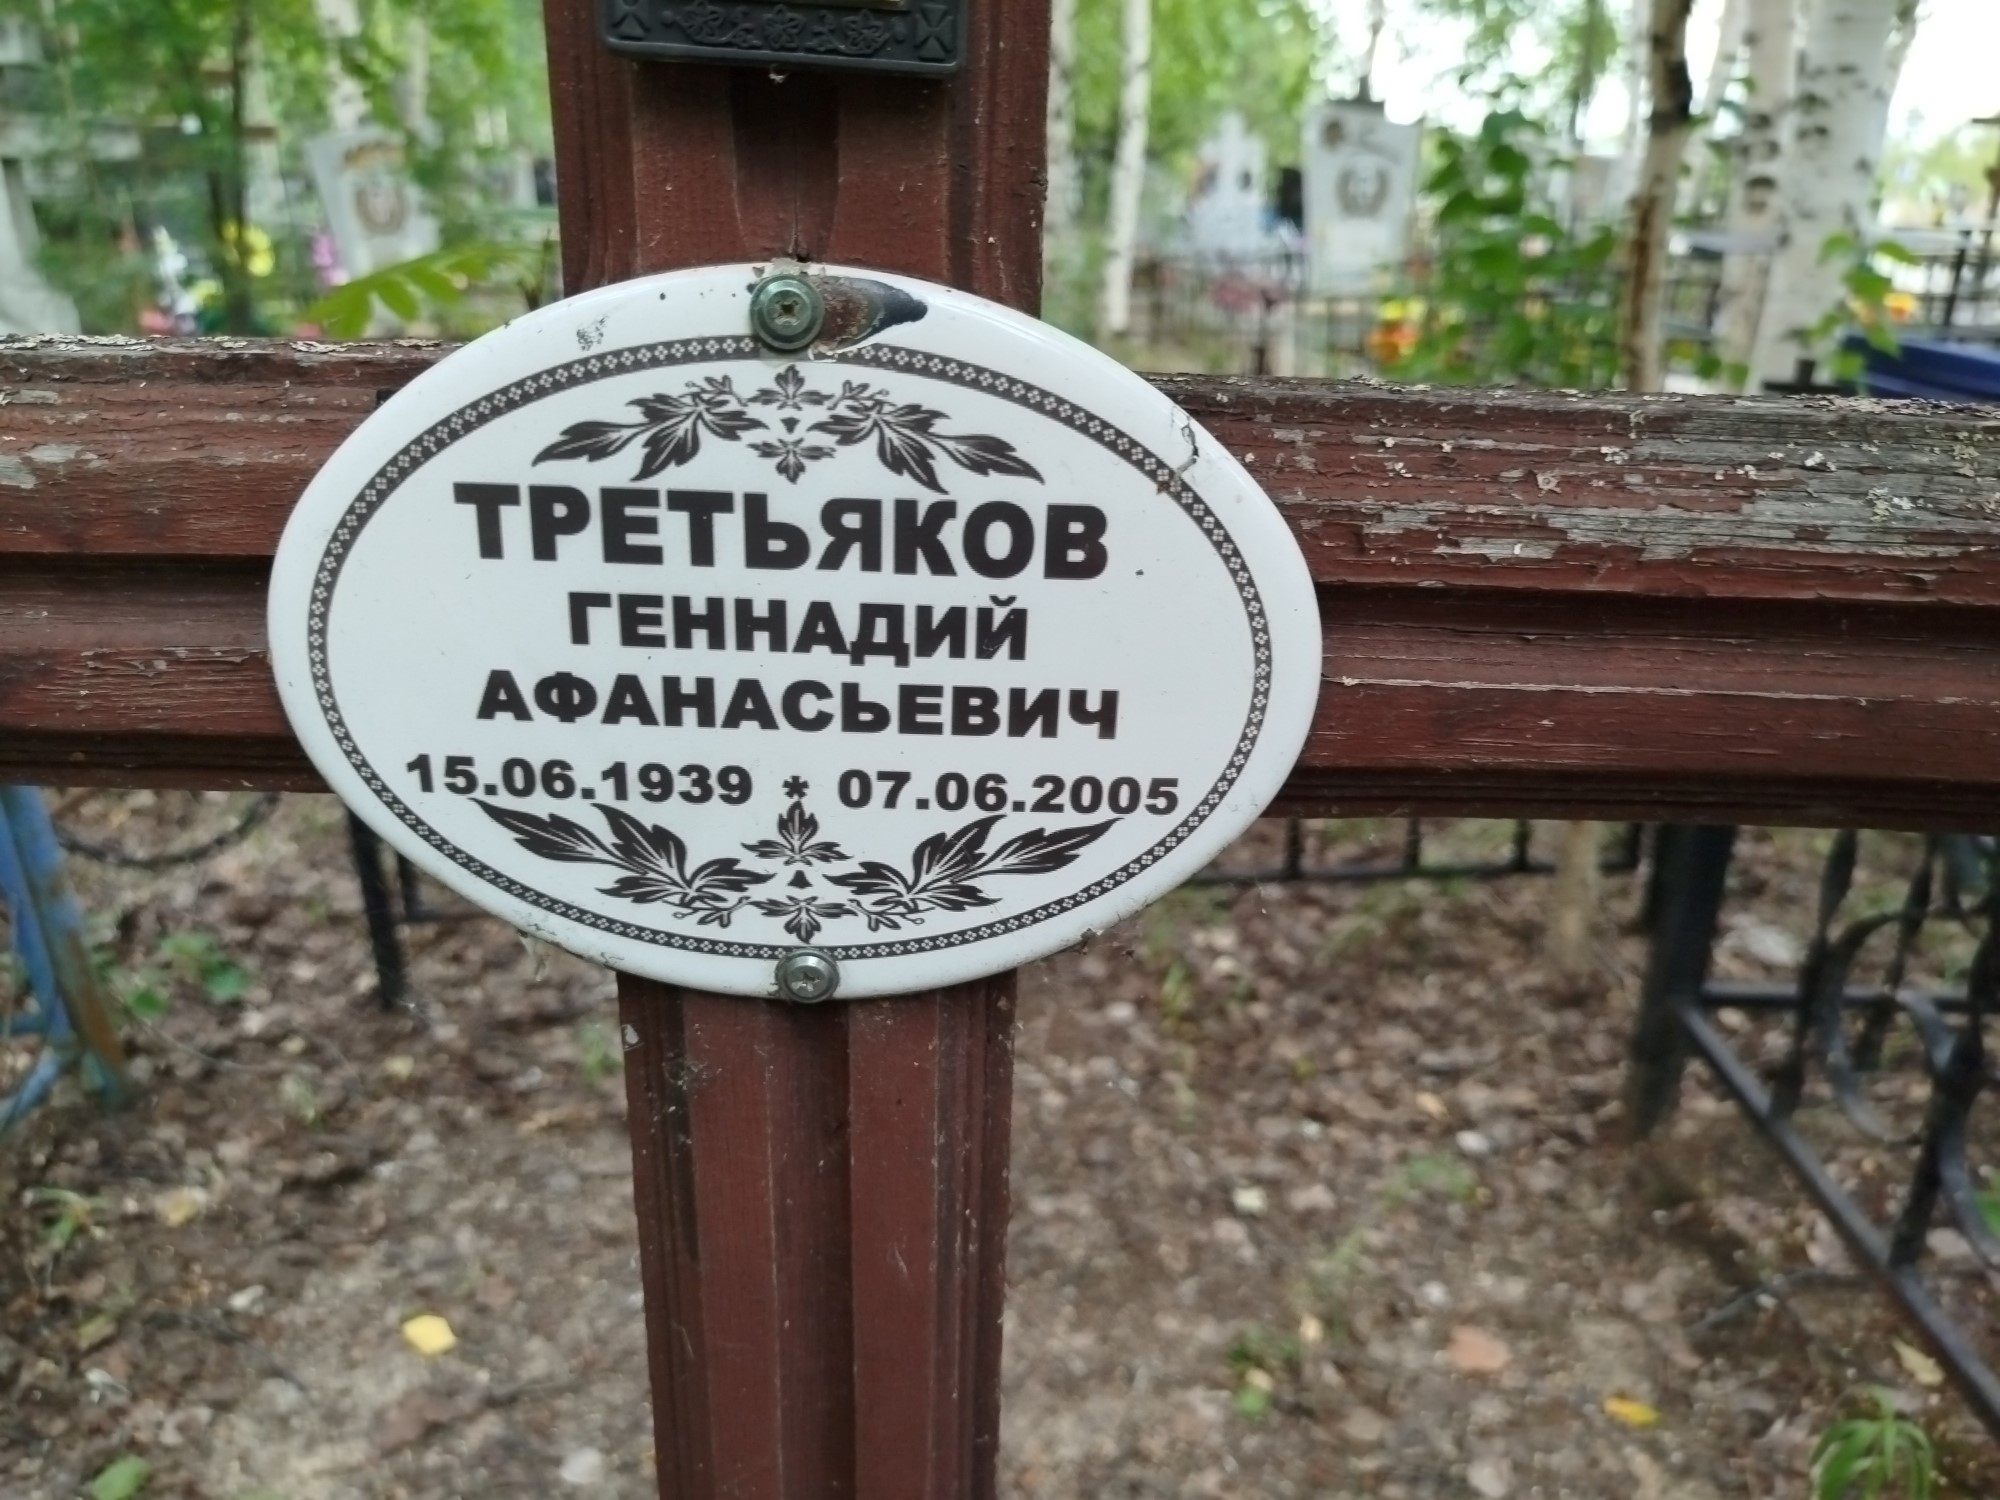 ТРЕТЬЯКОВ
ГЕННАДИЙ
АФАНАСЬЕВИЧ
15.06.1939 * 07.06.2005